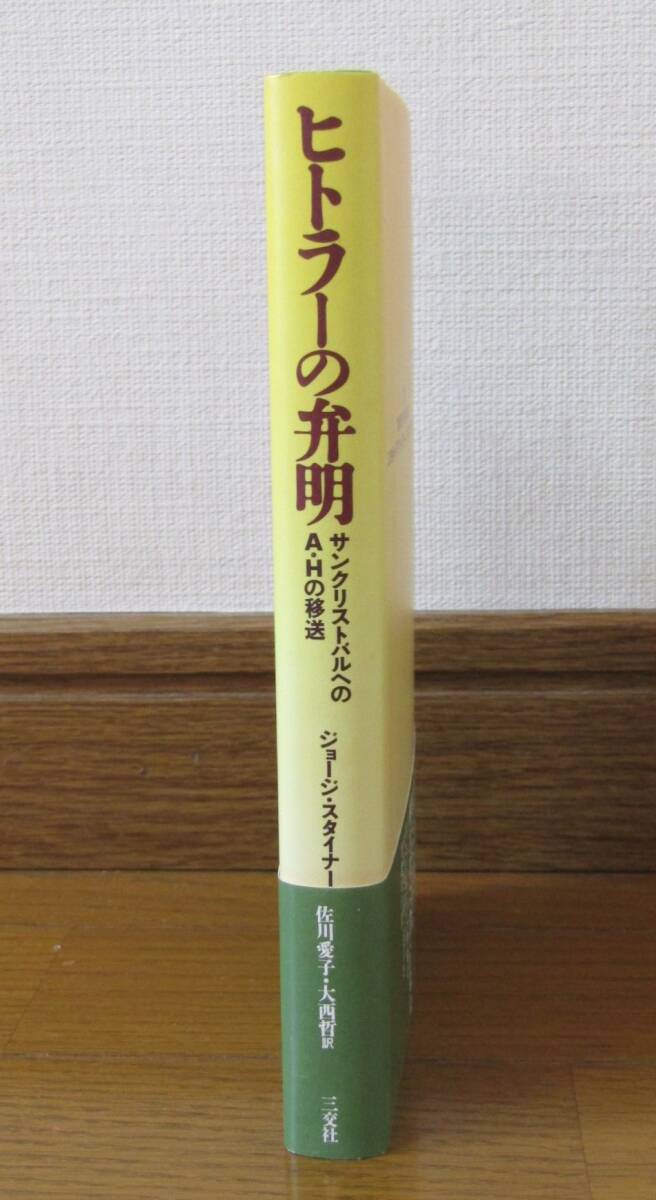 ヒトラーの弁明
サンクリストバルへの
A・Hの移送
ジョージ・スタイナー
佐川愛子・大西哲訳
三交社